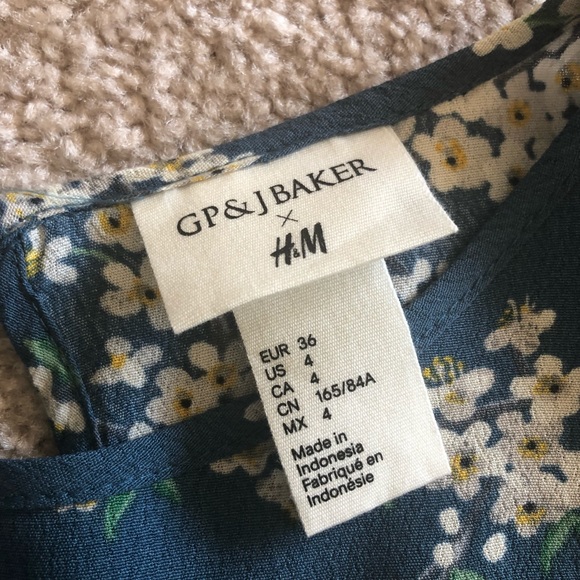 GP&J BAKER
×
H&M
EUR 36
US 4
CA 4
CN 165/84A
MX 4
Made in
Indonesia
Fabriqué en
Indonésie